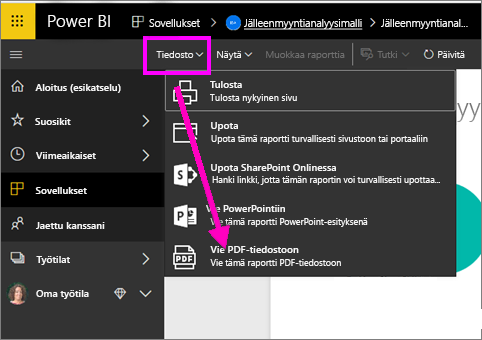 Power BI Sovellukset > Jälleenmyyntianalyysimalli > Jälleenmyyntianal...
Tiedosto Näytä Muokkaa raporttia Tutki Päivitä
Aloitus (esikatselu)
Suosikit
Viimeaikaiset
Sovellukset
Jaettu kanssani
Työtilat
Oma työtila
Tulosta
Tulosta nykyinen sivu
Upota
Upota tämä raportti turvallisesti sivustoon tai portaaliin
Upota SharePoint Onlinessa
Hanki linkki, jotta tämän raportin voi turvallisesti upottaa...
Vie PowerPointiin
Vie tämä raportti PowerPoint-esityksenä
Vie PDF-tiedostoon
Vie tämä raportti PDF-tiedostoon